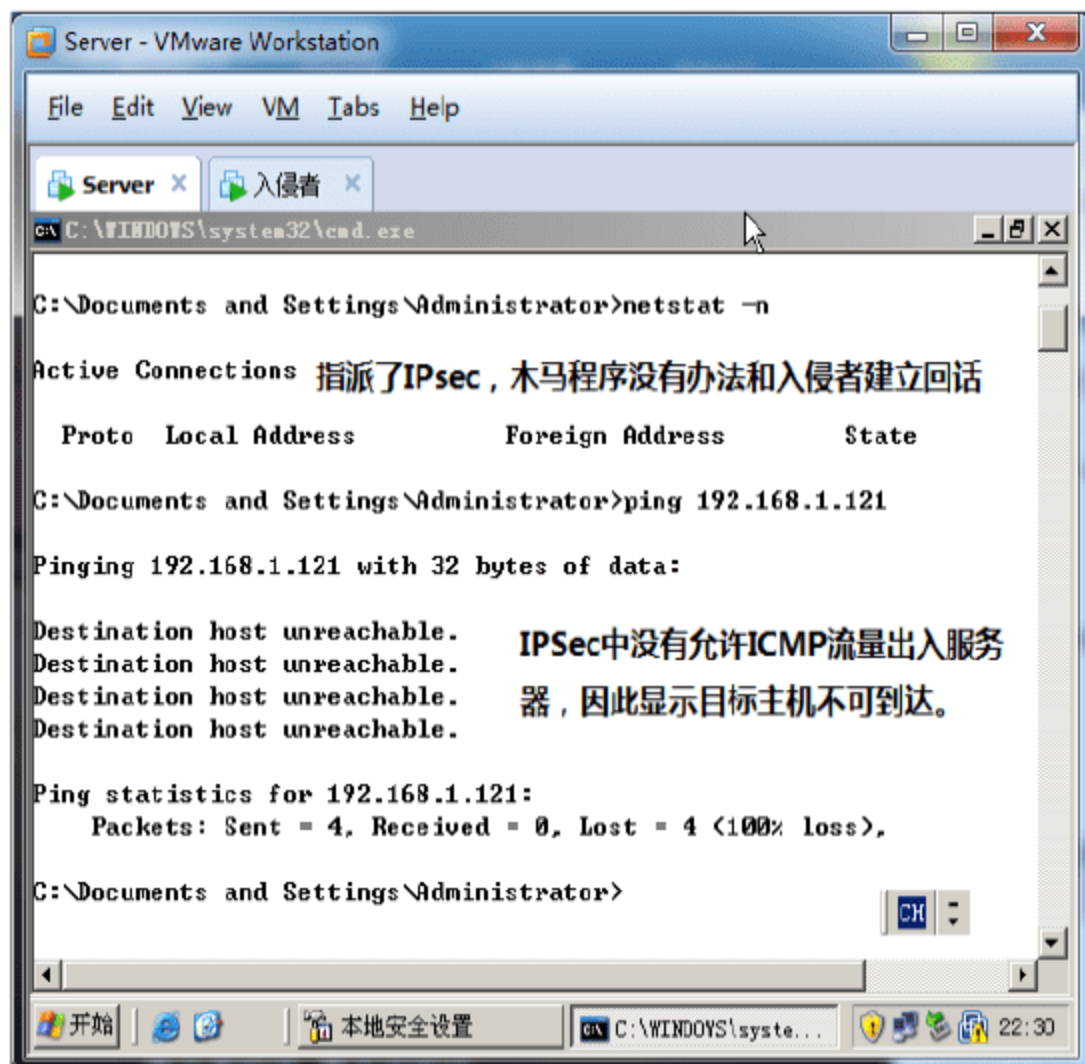 Server - VMware Workstation
File Edit View VM Tabs Help
Server 入侵者
C:\WINDOWS\system32\cmd.exe
C:\Documents and Settings\Administrator>netstat -n
Active Connections 指派了IPsec，木马程序没有办法和入侵者建立回话
Proto Local Address Foreign Address State
C:\Documents and Settings\Administrator>ping 192.168.1.121
Pinging 192.168.1.121 with 32 bytes of data:
Destination host unreachable.
Destination host unreachable.
Destination host unreachable.
Destination host unreachable.
IPSec中没有允许ICMP流量出入服务
器，因此显示目标主机不可到达。
Ping statistics for 192.168.1.121:
Packets: Sent = 4, Received = 0, Lost = 4 (100% loss),
C:\Documents and Settings\Administrator>
CH
开始 本地安全设置 C:\WINDOWS\syste... 22:30